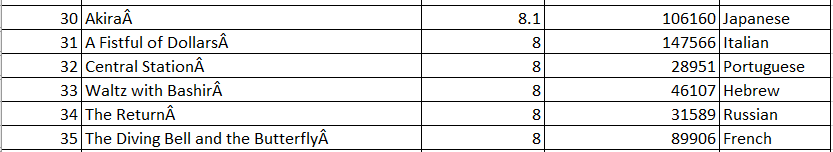 30 AkiraÂ 8.1 106160 Japanese
31 A Fistful of DollarsÂ 8 147566 Italian
32 Central StationÂ 8 28951 Portuguese
33 Waltz with BashirÂ 8 46107 Hebrew
34 The ReturnÂ 8 31589 Russian
35 The Diving Bell and the ButterflyÂ 8 89906 French